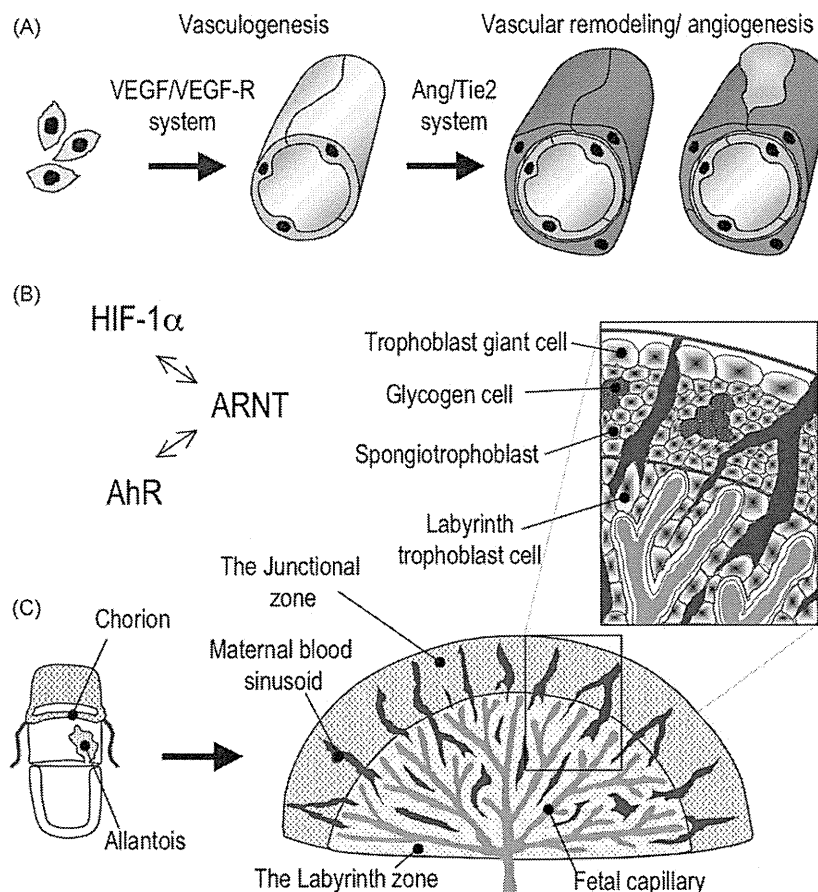 (A)
Vasculogenesis
Vascular remodeling/ angiogenesis
VEGF/VEGF-R
system
Ang/Tie2
system
(B)
HIF-1α
ARNT
AhR
Trophoblast giant cell
Glycogen cell
Spongiotrophoblast
Labyrinth
trophoblast cell
(C)
Chorion
The Junctional
zone
Maternal blood
sinusoid
Allantois
The Labyrinth zone
Fetal capillary